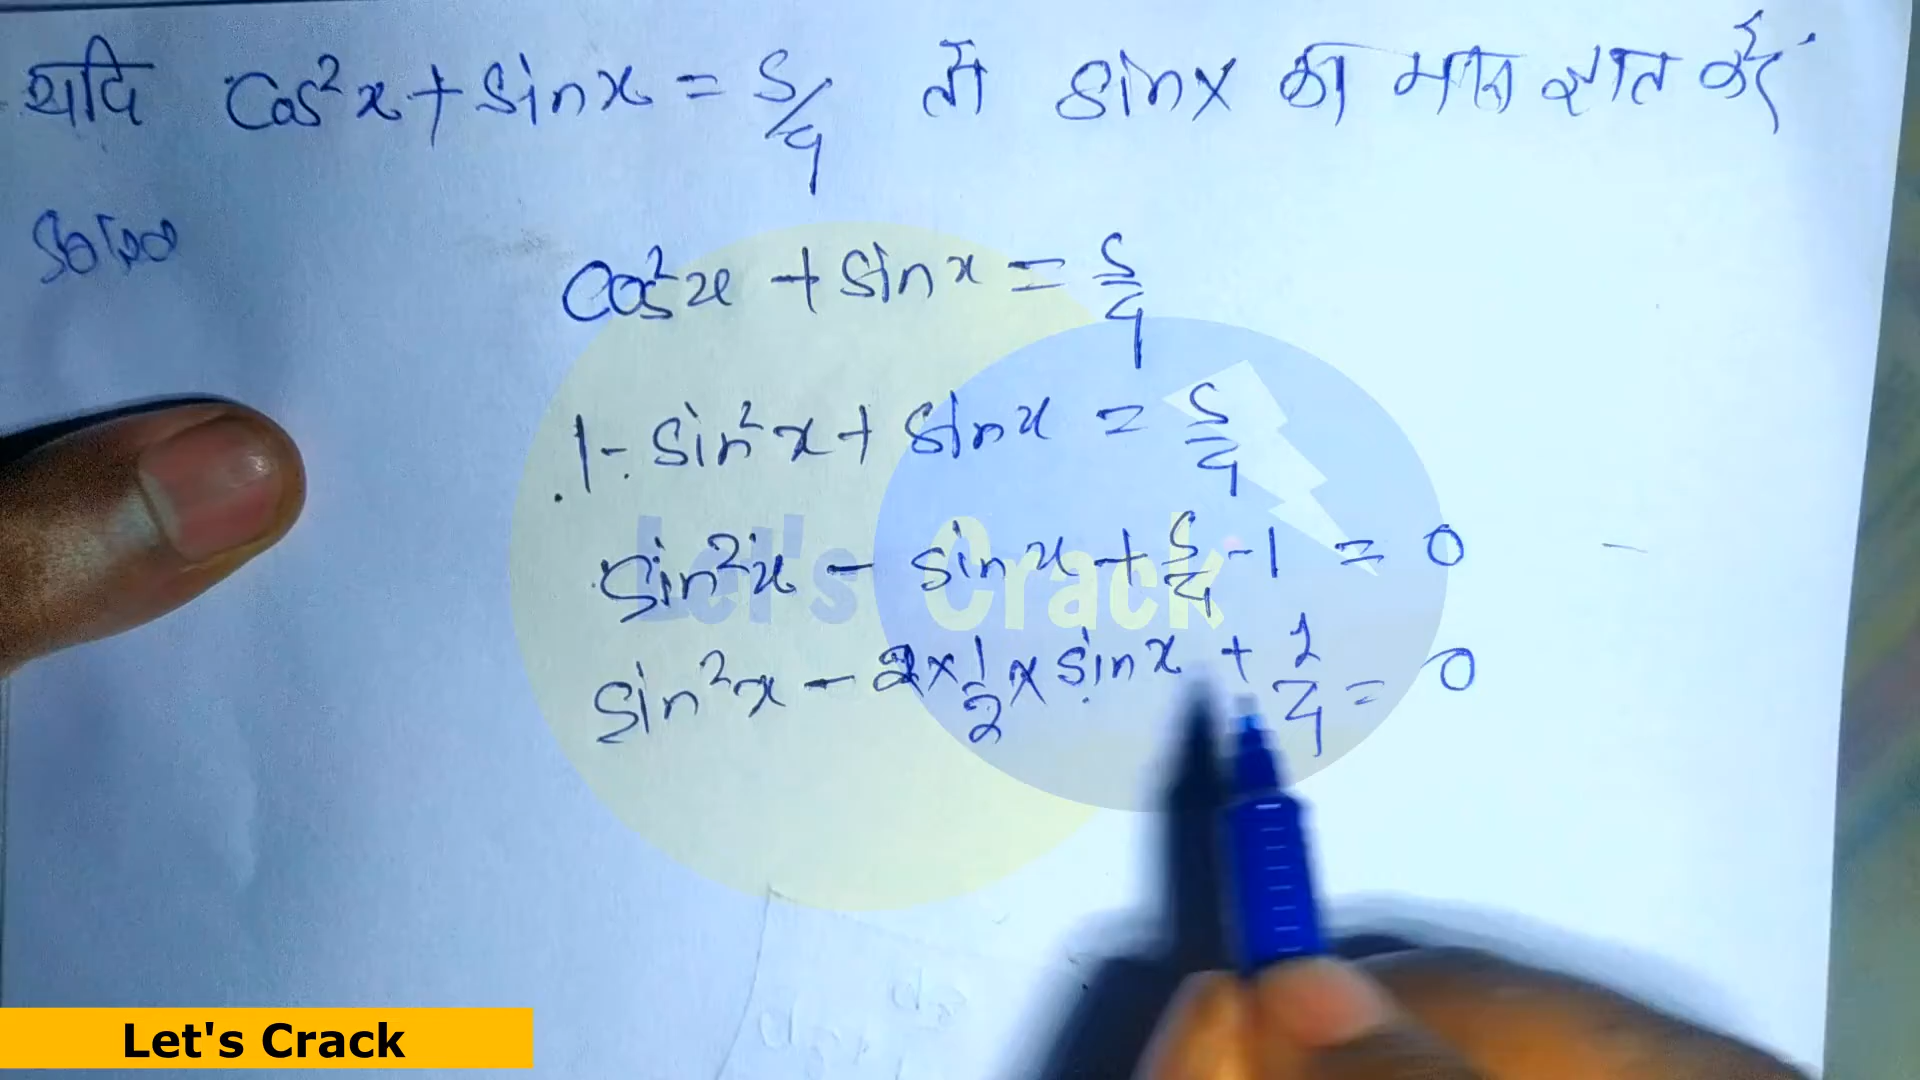 यदि cos²x + sinx = 5/4 तो sinx का मान ज्ञात करें
cos²x + sinx = 5/4
1 - sin²x + sinx = 5/4
sin²x - sinx + 5/4 - 1 = 0
sin²x - 2 × 1/2 × sinx + 1/4 = 0
Let's Crack
Let's Crack